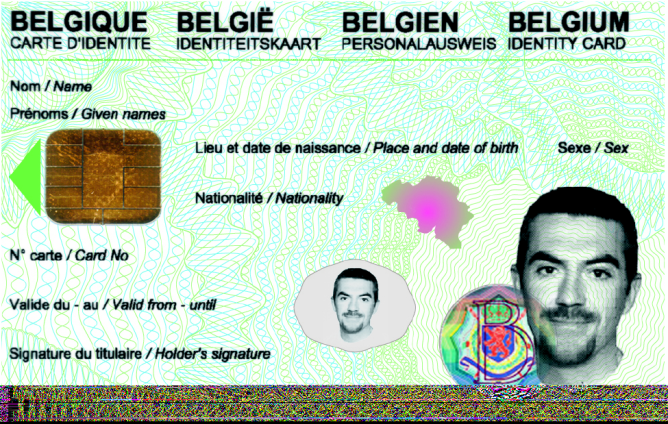 BELGIQUE BELGIË BELGIEN BELGIUM
CARTE D'IDENTITE IDENTITEITSKAART PERSONALAUSWEIS IDENTITY CARD
Nom / Name
Prénoms / Given names
Lieu et date de naissance / Place and date of birth Sexe / Sex
Nationalité / Nationality
N° carte / Card No
Valide du - au / Valid from - until
B
Signature du titulaire / Holder's signature